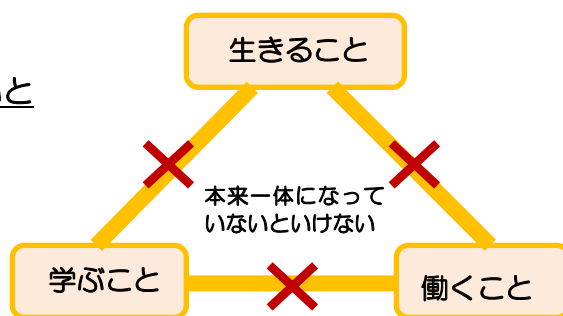 生きること
いと
本来一体になって
いないといけない
学ぶこと
働くこと